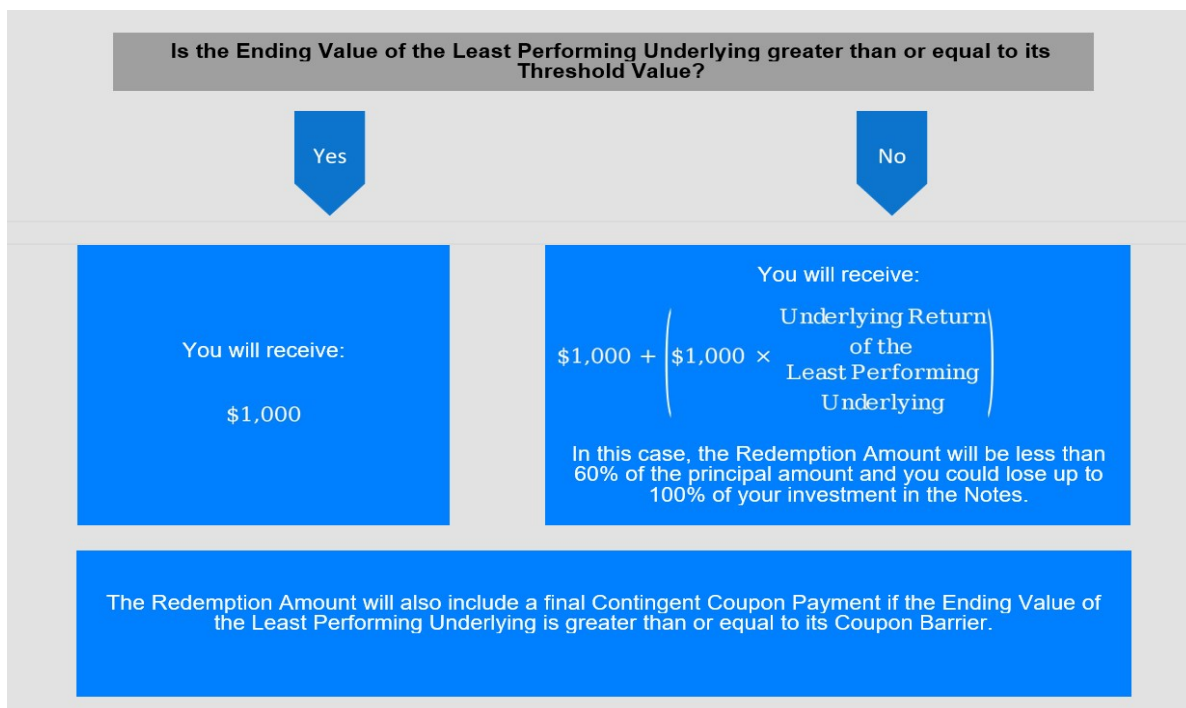 Is the Ending Value of the Least Performing Underlying greater than or equal to its
Threshold Value?
Yes
No
You will receive:
$1,000
You will receive:
$1,000 + ($1,000 × Underlying Return
of the
Least Performing
Underlying)
In this case, the Redemption Amount will be less than
60% of the principal amount and you could lose up to
100% of your investment in the Notes.
The Redemption Amount will also include a final Contingent Coupon Payment if the Ending Value of
the Least Performing Underlying is greater than or equal to its Coupon Barrier.